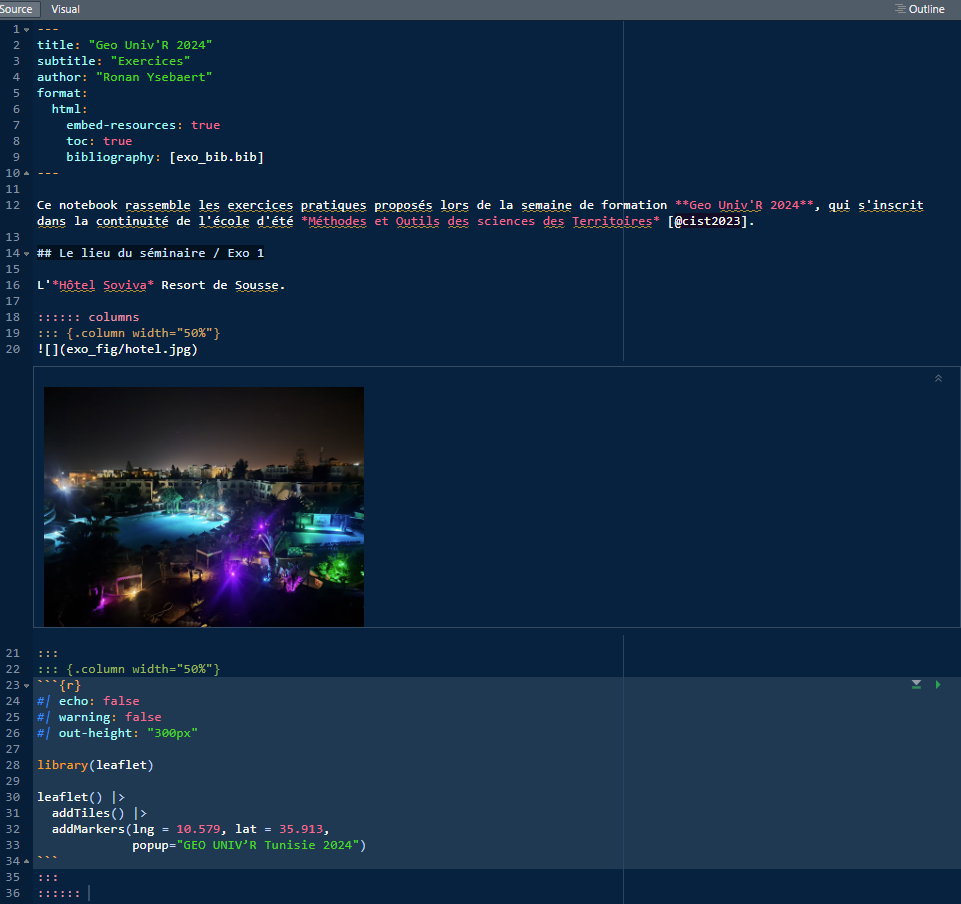 Source Visual Outline
1 ---
2 title: "Geo Univ'R 2024"
3 subtitle: "Exercices"
4 author: "Ronan Ysebaert"
5 format:
6   html:
7     embed-resources: true
8     toc: true
9     bibliography: [exo_bib.bib]
10 ---
11
12 Ce notebook rassemble les exercices pratiques proposés lors de la semaine de formation **Geo Univ'R 2024**, qui s'inscrit
dans la continuité de l'école d'été *Méthodes et Outils des sciences des Territoires* [@cist2023].
13
14 ## Le lieu du séminaire / Exo 1
15
16 L'*Hôtel Soviva* Resort de Sousse.
17
18 :::::: columns
19 ::: {.column width="50%"}
20 ![](exo_fig/hotel.jpg)
21 :::
22 ::: {.column width="50%"}
23 ```{r}
24 #| echo: false
25 #| warning: false
26 #| out-height: "300px"
27
28 library(leaflet)
29
30 leaflet() |>
31   addTiles() |>
32   addMarkers(lng = 10.579, lat = 35.913,
33              popup="GEO UNIV’R Tunisie 2024")
34 ```
35 :::
36 ::::::